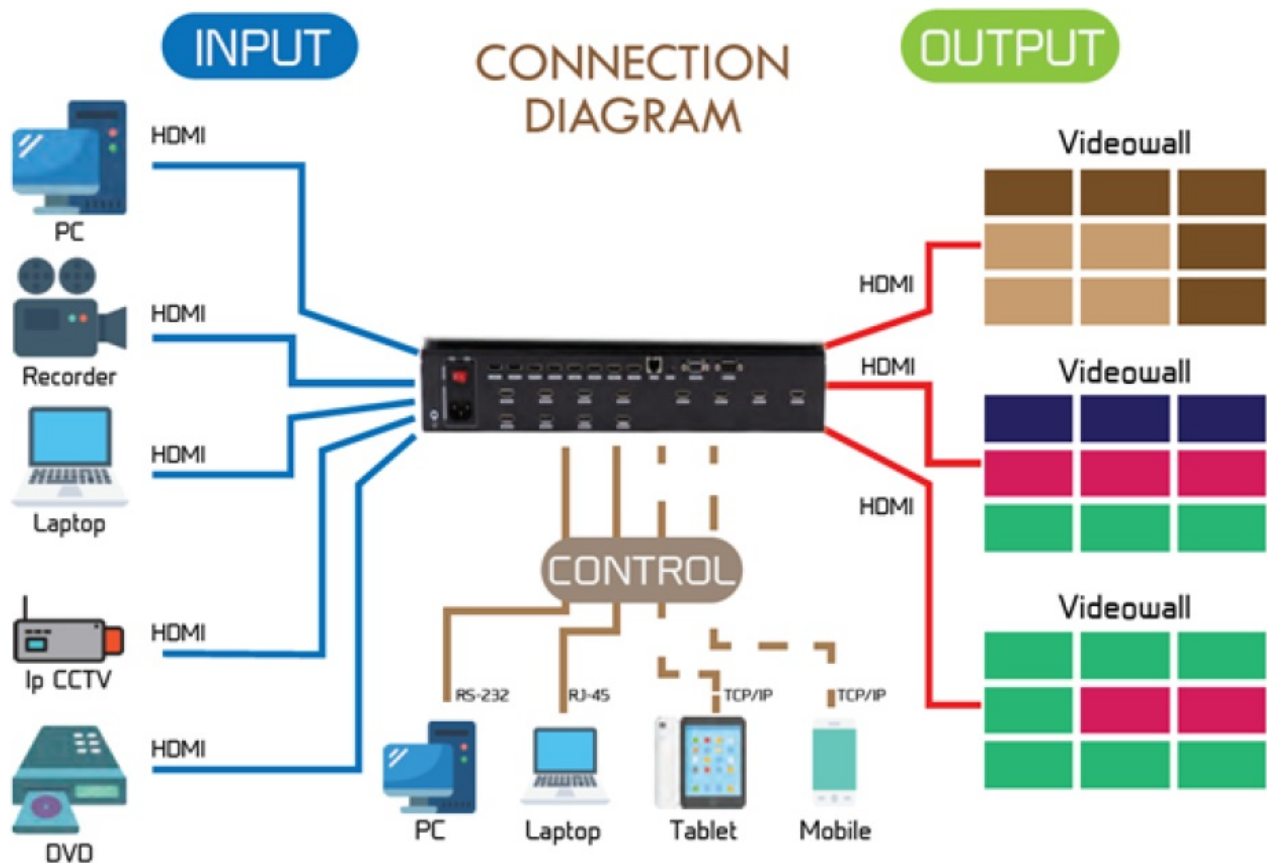 INPUT
CONNECTION
DIAGRAM
OUTPUT
HDMI
PC
HDMI
Recorder
HDMI
Laptop
HDMI
Ip CCTV
HDMI
DVD
CONTROL
RS-232
RJ-45
TCP/IP
TCP/IP
PC
Laptop
Tablet
Mobile
Videowall
HDMI
Videowall
HDMI
HDMI
Videowall